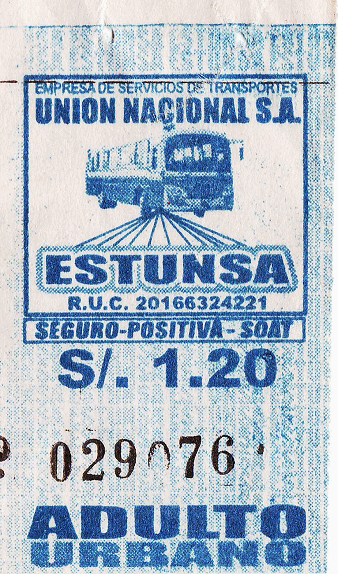 EMPRESA DE SERVICIOS DE TRANSPORTES
UNION NACIONAL S.A.
ESTUNSA
R.U.C. 20166324221
SEGURO-POSITIVA - SOAT
S/. 1.20
029076
ADULTO
URBANO